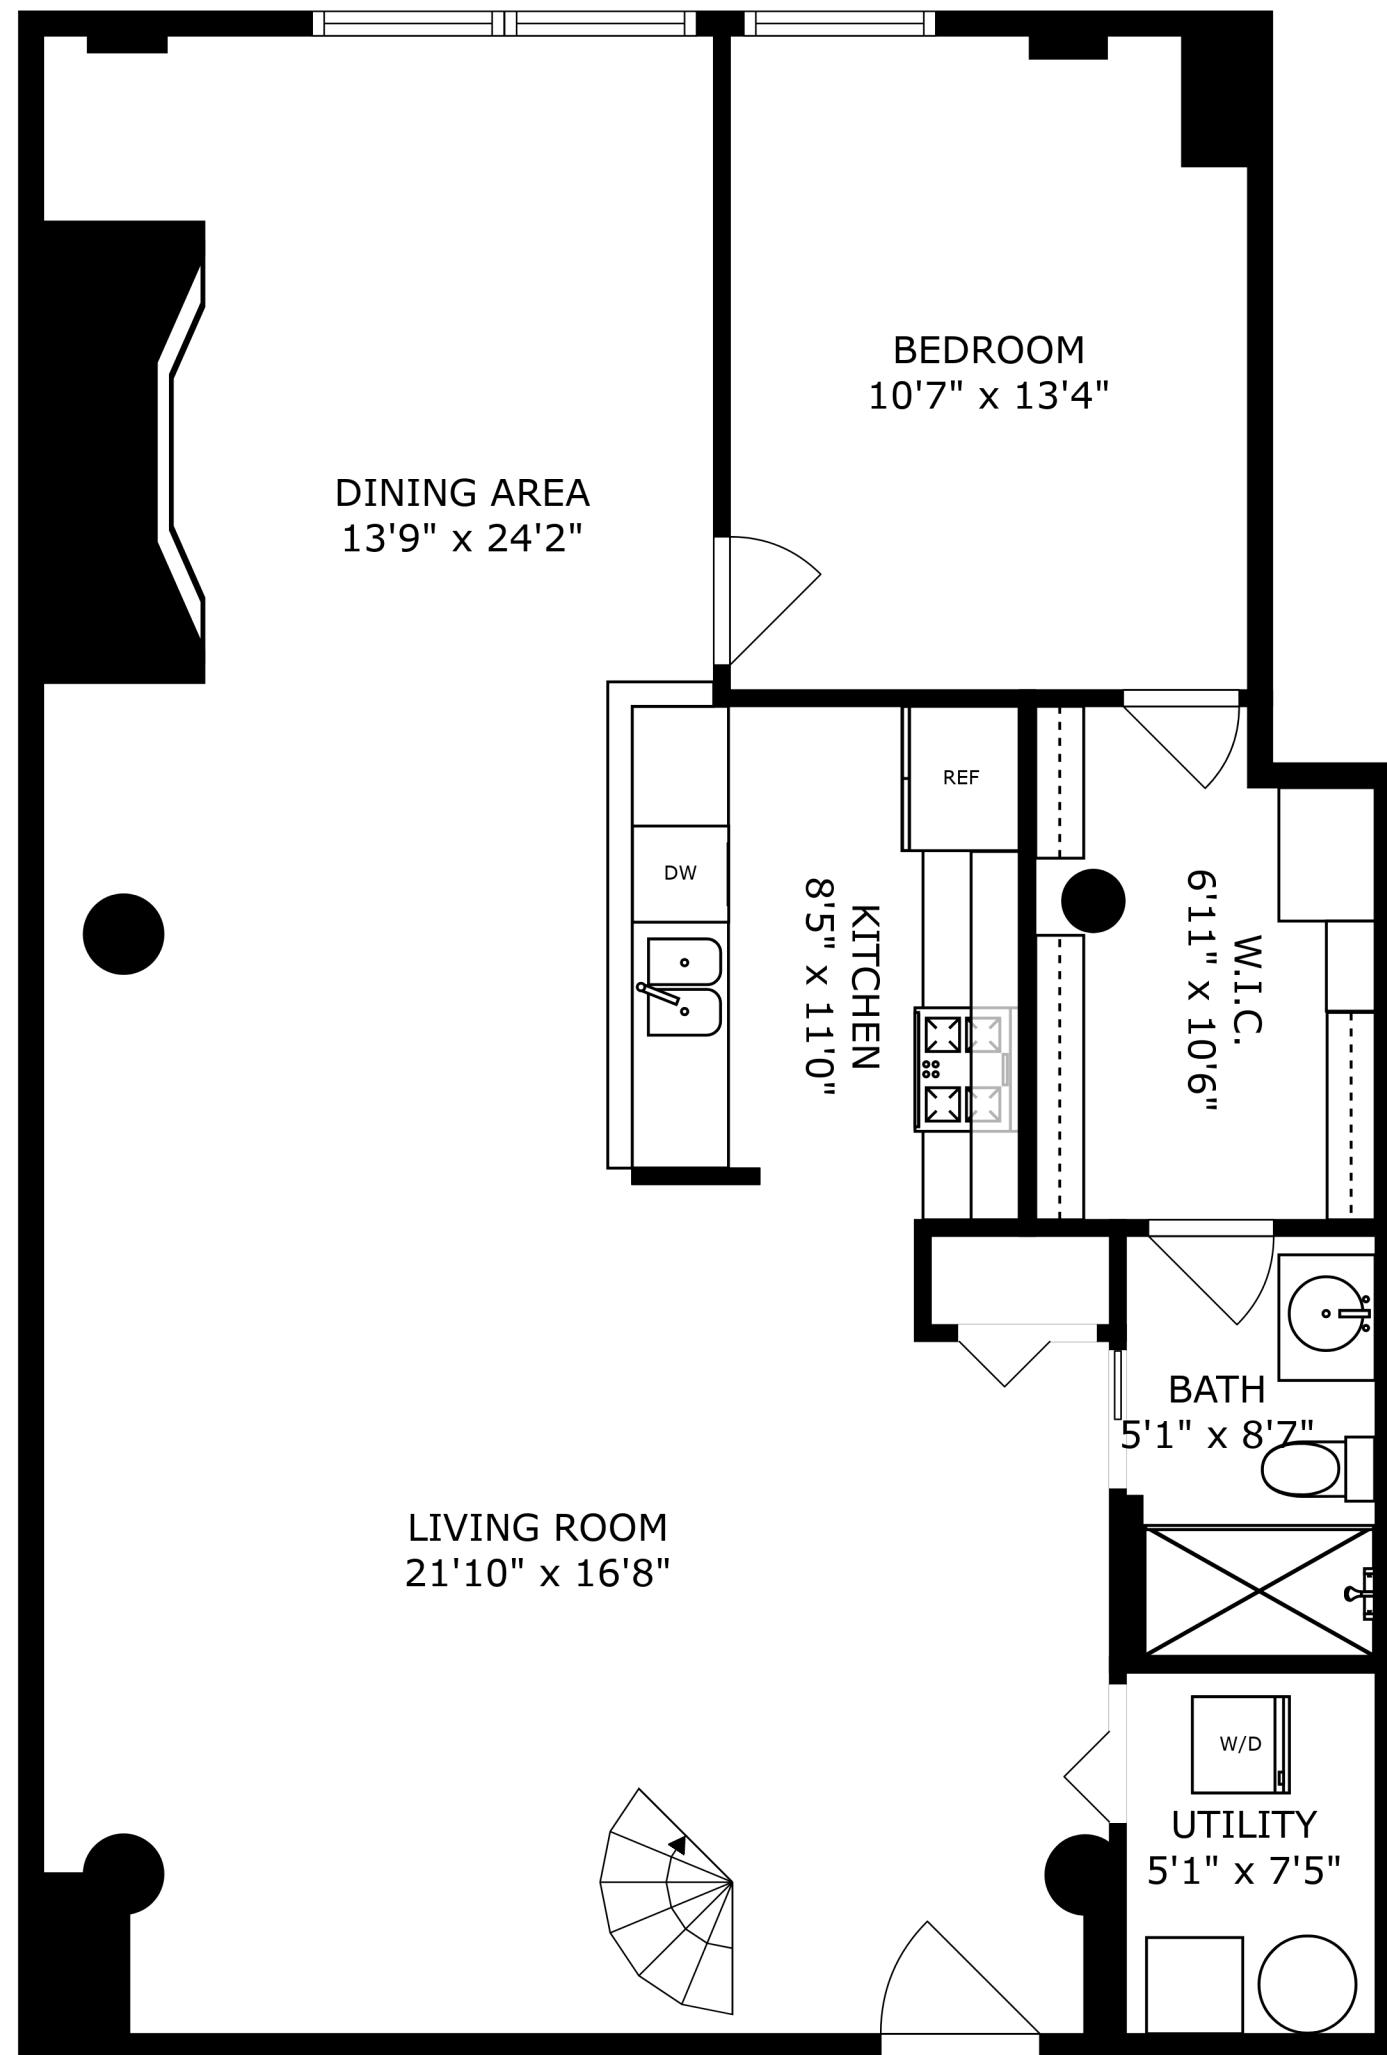 BEDROOM
10'7" x 13'4"
DINING AREA
13'9" x 24'2"
REF
DW
KITCHEN
8'5" x 11'0"
W.I.C.
6'11" x 10'6"
BATH
5'1" x 8'7"
LIVING ROOM
21'10" x 16'8"
W/D
UTILITY
5'1" x 7'5"